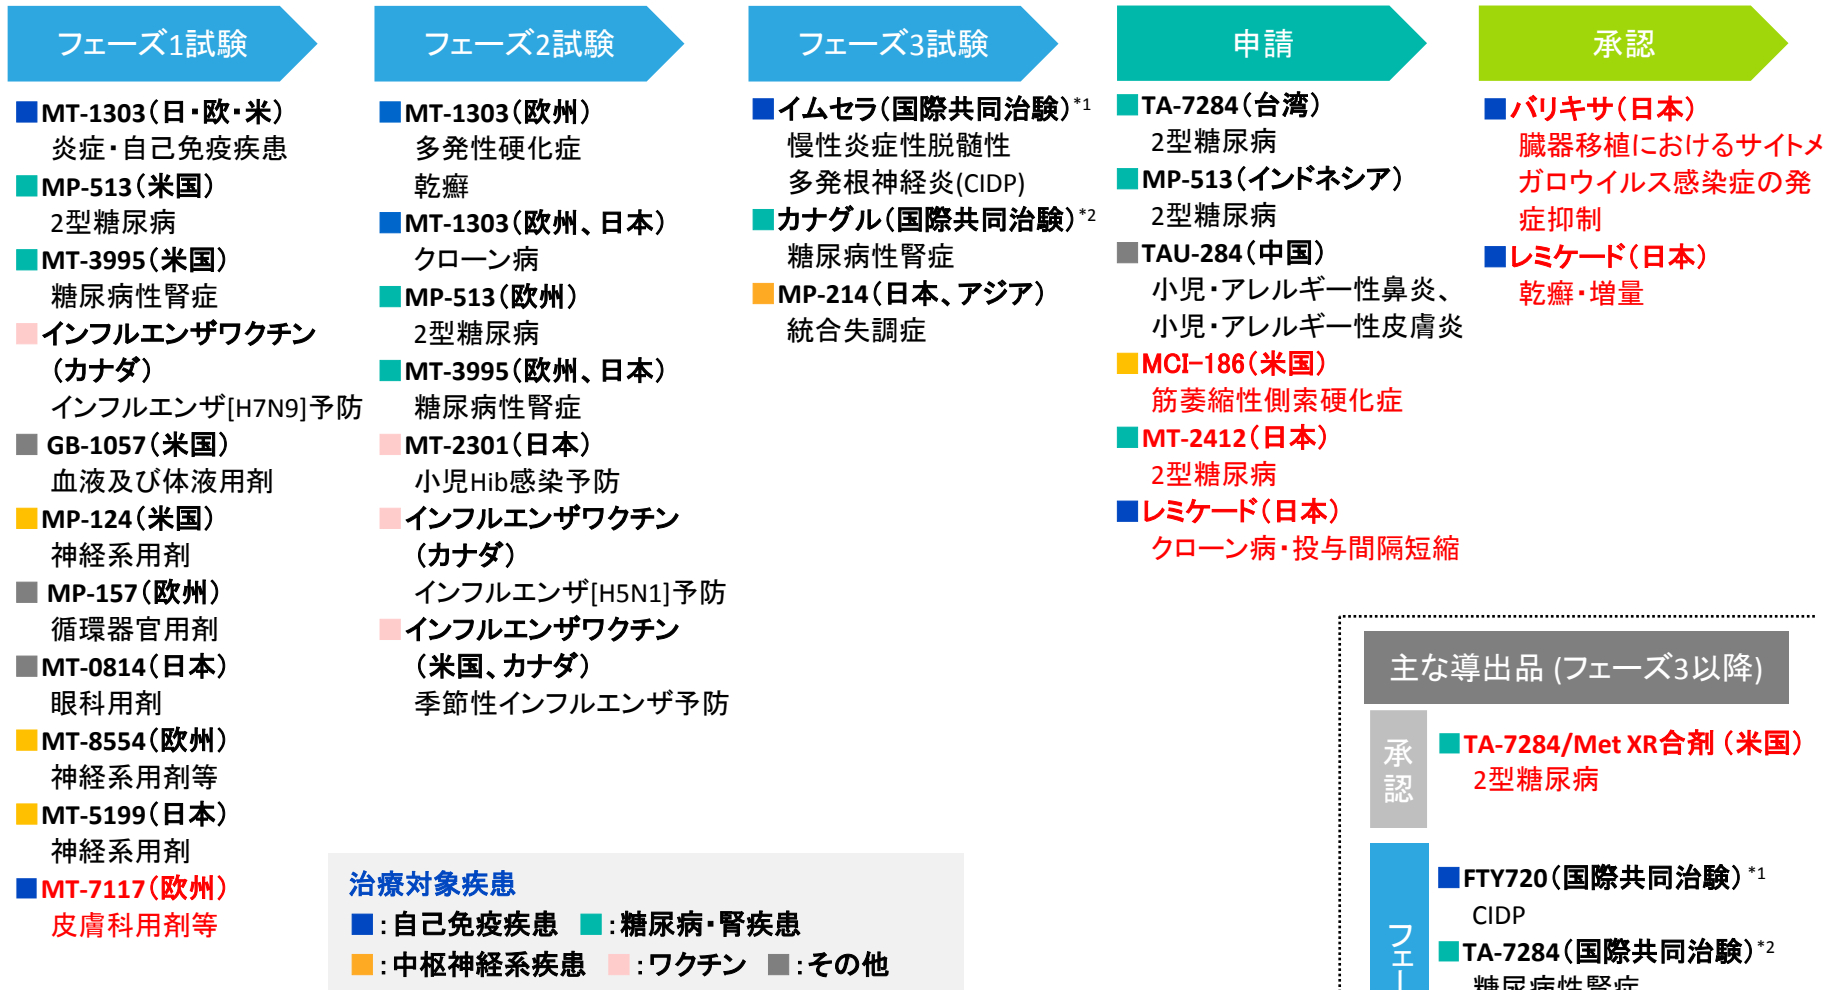 フェーズ1試験
■MT-1303（日・欧・米）
炎症・自己免疫疾患
■MP-513（米国）
2型糖尿病
■MT-3995（米国）
糖尿病性腎症
■インフルエンザワクチン
（カナダ）
インフルエンザ[H7N9]予防
■ GB-1057（米国）
血液及び体液用剤
■MP-124（米国）
神経系用剤
■ MP-157（欧州）
循環器官用剤
■MT-0814（日本）
眼科用剤
■MT-8554（欧州）
神経系用剤等
■MT-5199（日本）
神経系用剤
■MT-7117（欧州）
皮膚科用剤等
フェーズ2試験
■MT-1303（欧州）
多発性硬化症
乾癬
■MT-1303（欧州、日本）
クローン病
■MP-513（欧州）
2型糖尿病
■MT-3995（欧州、日本）
糖尿病性腎症
■MT-2301（日本）
小児Hib感染予防
■インフルエンザワクチン
（カナダ）
インフルエンザ[H5N1]予防
■インフルエンザワクチン
（米国、カナダ）
季節性インフルエンザ予防
フェーズ3試験
■イムセラ（国際共同治験）*1
慢性炎症性脱髄性
多発根神経炎(CIDP)
■カナグル（国際共同治験）*2
糖尿病性腎症
■MP-214（日本、アジア）
統合失調症
申請
■TA-7284（台湾）
2型糖尿病
■MP-513（インドネシア）
2型糖尿病
■TAU-284（中国）
小児・アレルギー性鼻炎、
小児・アレルギー性皮膚炎
■MCI-186（米国）
筋萎縮性側索硬化症
■MT-2412（日本）
2型糖尿病
■レミケード（日本）
クローン病・投与間隔短縮
承認
■バリキサ（日本）
臓器移植におけるサイトメ
ガロウイルス感染症の発
症抑制
■レミケード（日本）
乾癬・増量
治療対象疾患
■：自己免疫疾患 ■：糖尿病・腎疾患
■：中枢神経系疾患 ■：ワクチン ■：その他
主な導出品 (フェーズ3以降)
承認
■TA-7284/Met XR合剤（米国）
2型糖尿病
フェー
■FTY720（国際共同治験）*1
CIDP
■TA-7284（国際共同治験）*2
糖尿病性腎症